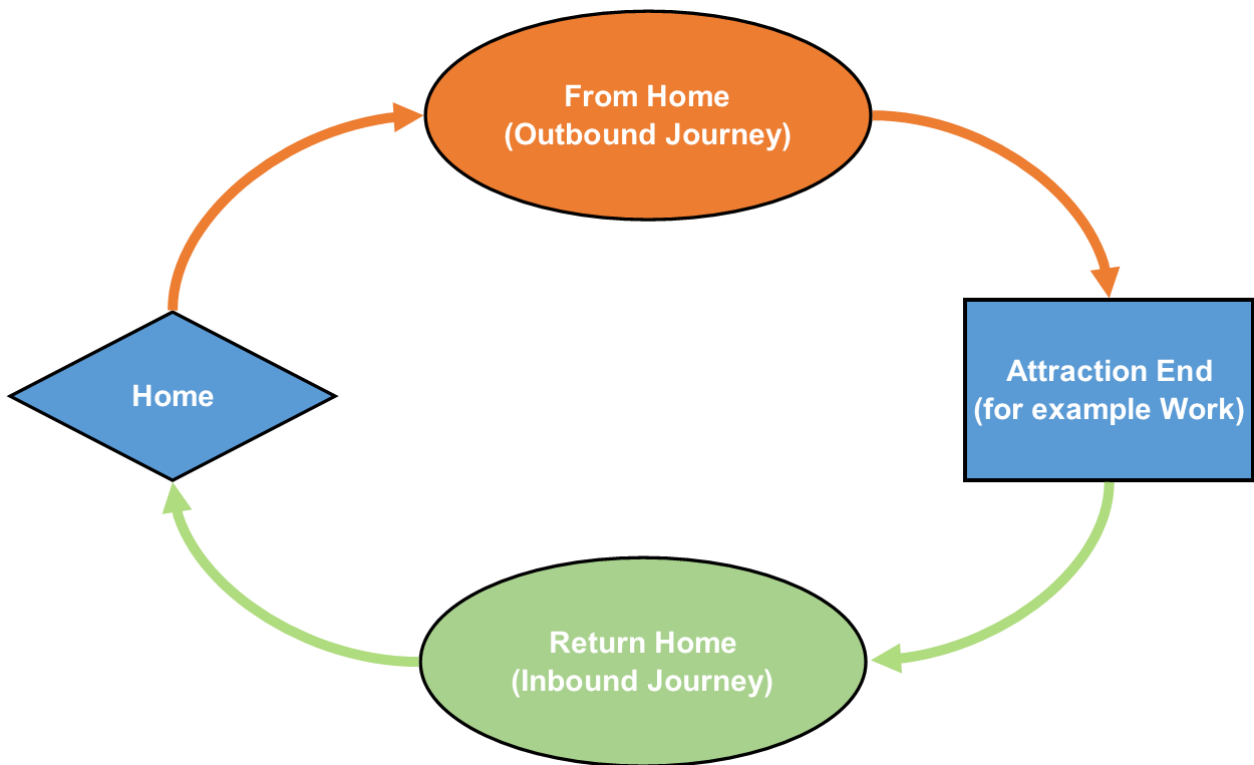 From Home
(Outbound Journey)
Home
Attraction End
(for example Work)
Return Home
(Inbound Journey)